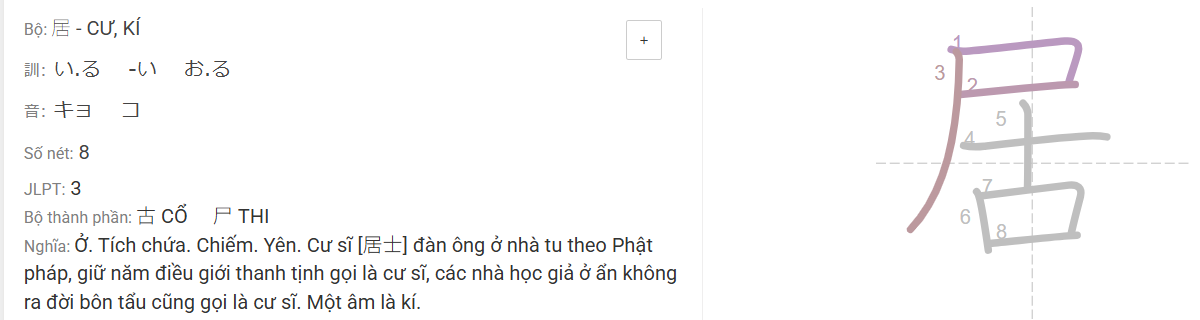 Bộ: 居 - CƯ, KÍ
+
訓: い.る -い お.る
音: キョ コ
Số nét: 8
JLPT: 3
Bộ thành phần: 古 CỔ 尸 THI
Nghĩa: Ở. Tích chứa. Chiếm. Yên. Cư sĩ [居士] đàn ông ở nhà tu theo Phật
pháp, giữ năm điều giới thanh tịnh gọi là cư sĩ, các nhà học giả ở ẩn không
ra đời bôn tẩu cũng gọi là cư sĩ. Một âm là kí.
居
1
3
2
5
4
7
6
8